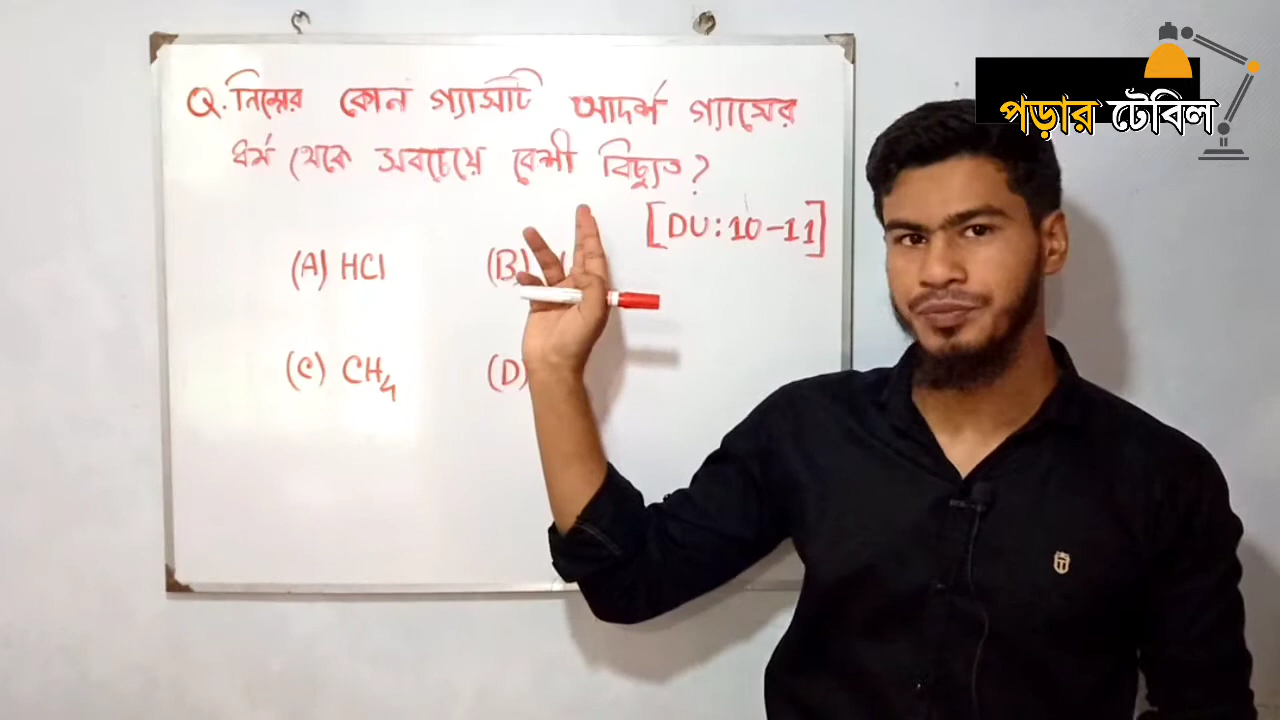 Q. নিম্নের কোন গ্যাসটি আদর্শ গ্যাসের
ধর্ম থেকে সবচেয়ে বেশী বিচ্যুত?
[DU:10-11]
(A) HCl (B)
(C) CH4 (D)
পড়ার টেবিল